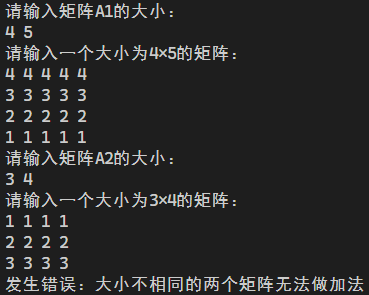 请输入矩阵A1的大小：
4 5
请输入一个大小为4×5的矩阵：
4 4 4 4 4
3 3 3 3 3
2 2 2 2 2
1 1 1 1 1
请输入矩阵A2的大小：
3 4
请输入一个大小为3×4的矩阵：
1 1 1 1
2 2 2 2
3 3 3 3
发生错误：大小不相同的两个矩阵无法做加法